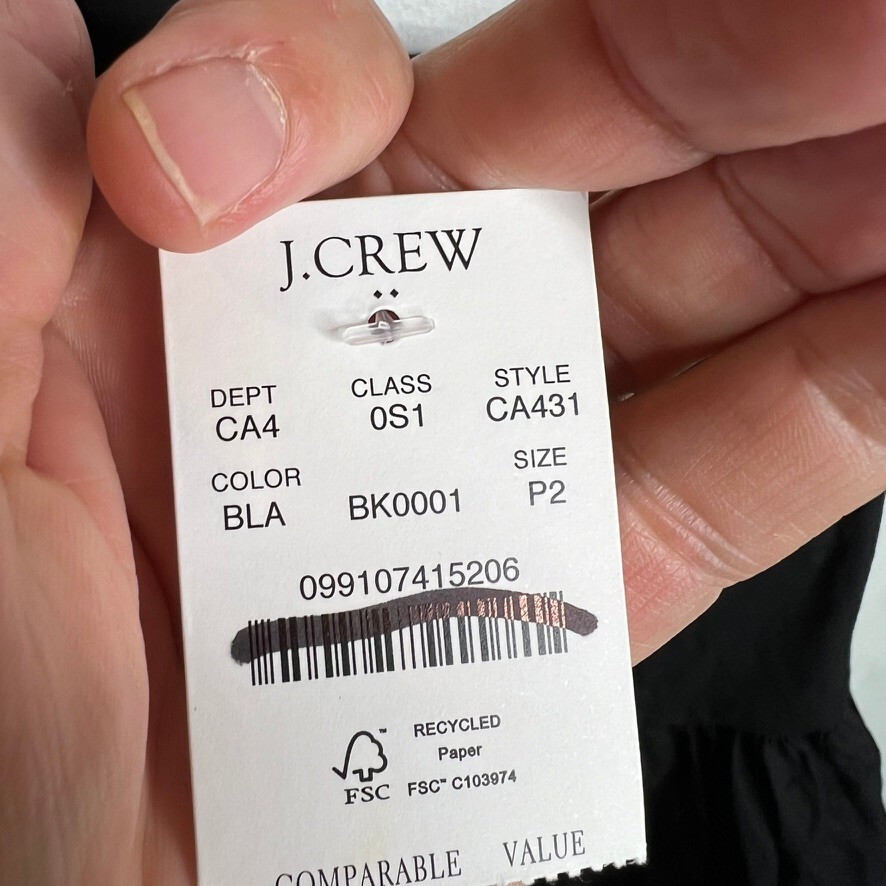 J.CREW
DEPT CLASS STYLE
CA4 0S1 CA431
COLOR SIZE
BLA BK0001 P2
099107415206
RECYCLED
Paper
FSC™ FSC™ C103974
COMPARABLE VALUE